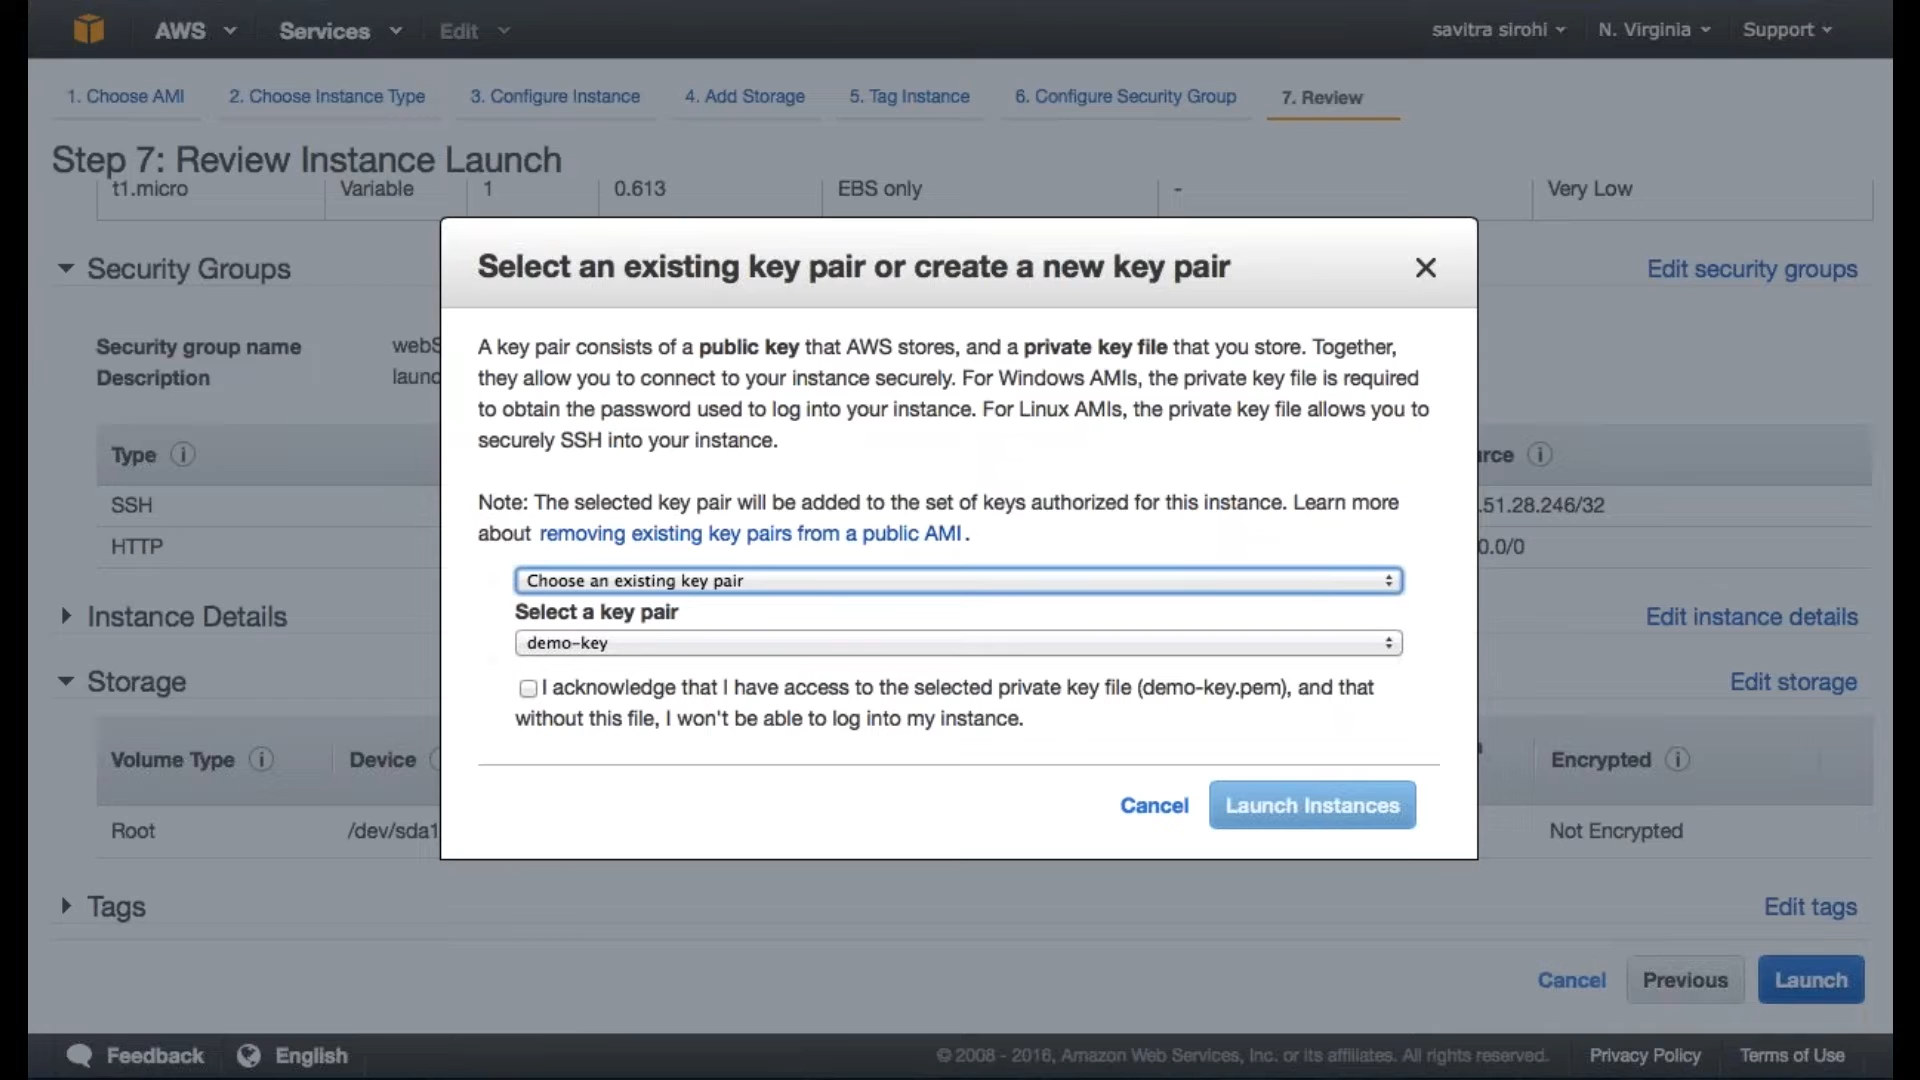 AWS Services Edit savitra sirohi N. Virginia Support
1. Choose AMI 2. Choose Instance Type 3. Configure Instance 4. Add Storage 5. Tag Instance 6. Configure Security Group 7. Review
Step 7: Review Instance Launch
t1.micro Variable 1 0.613 EBS only - Very Low
Security Groups Edit security groups
Security group name webS
Description launc
Type
SSH
HTTP
rce
.51.28.246/32
0.0/0
Select an existing key pair or create a new key pair
A key pair consists of a public key that AWS stores, and a private key file that you store. Together,
they allow you to connect to your instance securely. For Windows AMIs, the private key file is required
to obtain the password used to log into your instance. For Linux AMIs, the private key file allows you to
securely SSH into your instance.
Note: The selected key pair will be added to the set of keys authorized for this instance. Learn more
about removing existing key pairs from a public AMI.
Choose an existing key pair
Select a key pair
demo-key
I acknowledge that I have access to the selected private key file (demo-key.pem), and that
without this file, I won't be able to log into my instance.
Cancel Launch Instances
Instance Details Edit instance details
Storage Edit storage
Volume Type Device Encrypted
Root /dev/sda1 Not Encrypted
Tags Edit tags
Cancel Previous Launch
Feedback English © 2008 - 2016, Amazon Web Services, Inc. or its affiliates. All rights reserved. Privacy Policy Terms of Use